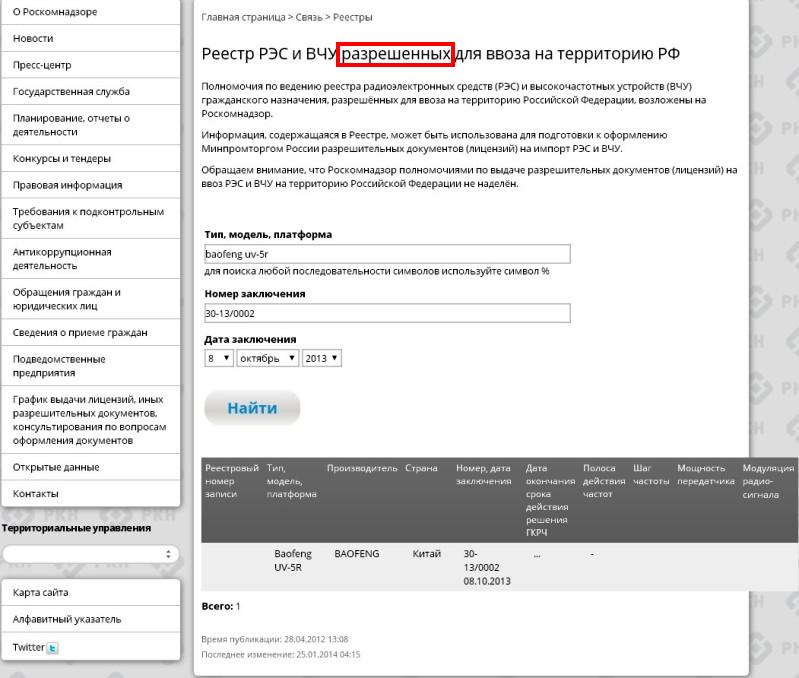 О Роскомнадзоре
Новости
Пресс-центр
Государственная служба
Планирование, отчеты о
деятельности
Конкурсы и тендеры
Правовая информация
Требования к подконтрольным
субъектам
Антикоррупционная
деятельность
Обращения граждан и
юридических лиц
Сведения о приеме граждан
Подведомственные
предприятия
График выдачи лицензий, иных
разрешительных документов,
консультирования по вопросам
оформления документов
Открытые данные
Контакты
Территориальные управления
Карта сайта
Алфавитный указатель
Twitter
Главная страница > Связь > Реестры
Реестр РЭС и ВЧУ разрешенных для ввоза на территорию РФ
Полномочия по ведению реестра радиоэлектронных средств (РЭС) и высокочастотных устройств (ВЧУ)
гражданского назначения, разрешённых для ввоза на территорию Российской Федерации, возложены на
Роскомнадзор.
Информация, содержащаяся в Реестре, может быть использована для подготовки к оформлению
Минпромторгом России разрешительных документов (лицензий) на импорт РЭС и ВЧУ.
Обращаем внимание, что Роскомнадзор полномочиями по выдаче разрешительных документов (лицензий) на
ввоз РЭС и ВЧУ на территорию Российской Федерации не наделён.
Тип, модель, платформа
baofeng uv-5r
для поиска любой последовательности символов используйте символ %
Номер заключения
30-13/0002
Дата заключения
8 октябрь 2013
Найти
Реестровый номер записи
Тип, модель, платформа
Производитель
Страна
Номер, дата заключения
Дата окончания срока действия решения ГКРЧ
Полоса действия частот
Шаг частоты
Мощность передатчика
Модуляция радио-сигнала
Baofeng UV-5R
BAOFENG
Китай
30-13/0002 08.10.2013
...
-
Всего: 1
Время публикации: 28.04.2012 13:08
Последнее изменение: 25.01.2014 04:15
РКН